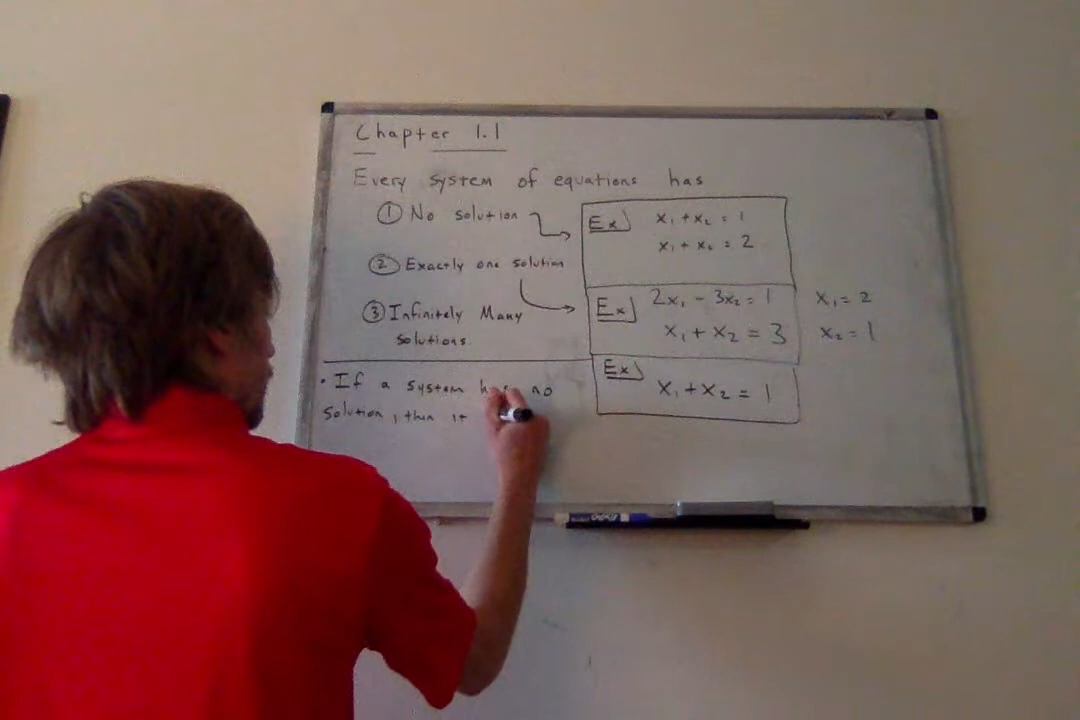 Chapter 1.1
Every system of equations has
① No solution
② Exactly one solution
③ Infinitely Many
solutions
Ex) x₁ + x₂ = 1
x₁ + x₂ = 2
Ex) 2x₁ - 3x₂ = 1 x₁ = 2
x₁ + x₂ = 3 x₂ = 1
Ex) x₁ + x₂ = 1
• If a system has no
solution, then it
EXPO